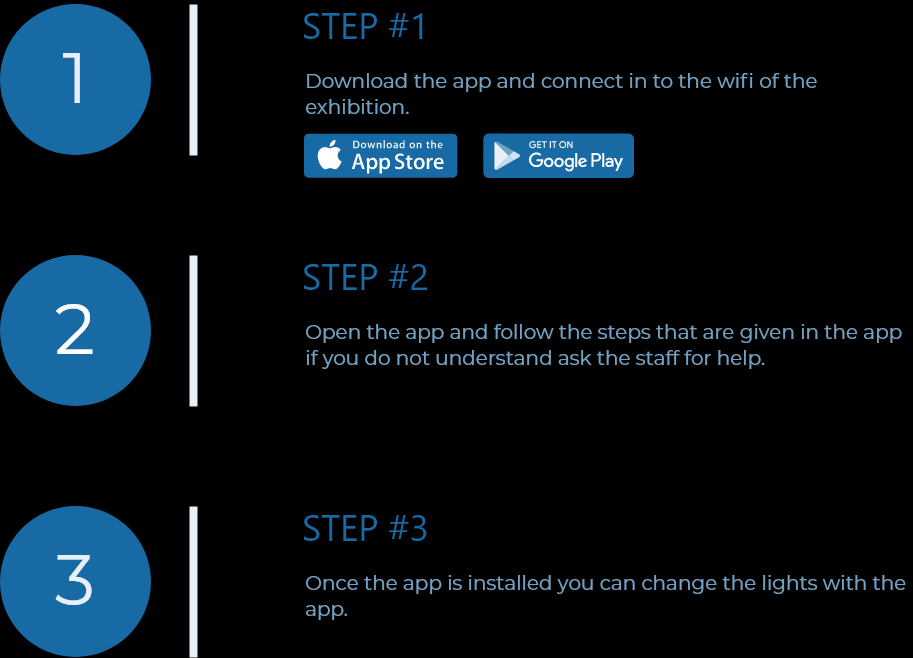 1
STEP #1
Download the app and connect in to the wifi of the
exhibition.
Download on the
App Store
GET IT ON
Google Play
2
STEP #2
Open the app and follow the steps that are given in the app
if you do not understand ask the staff for help.
3
STEP #3
Once the app is installed you can change the lights with the
app.